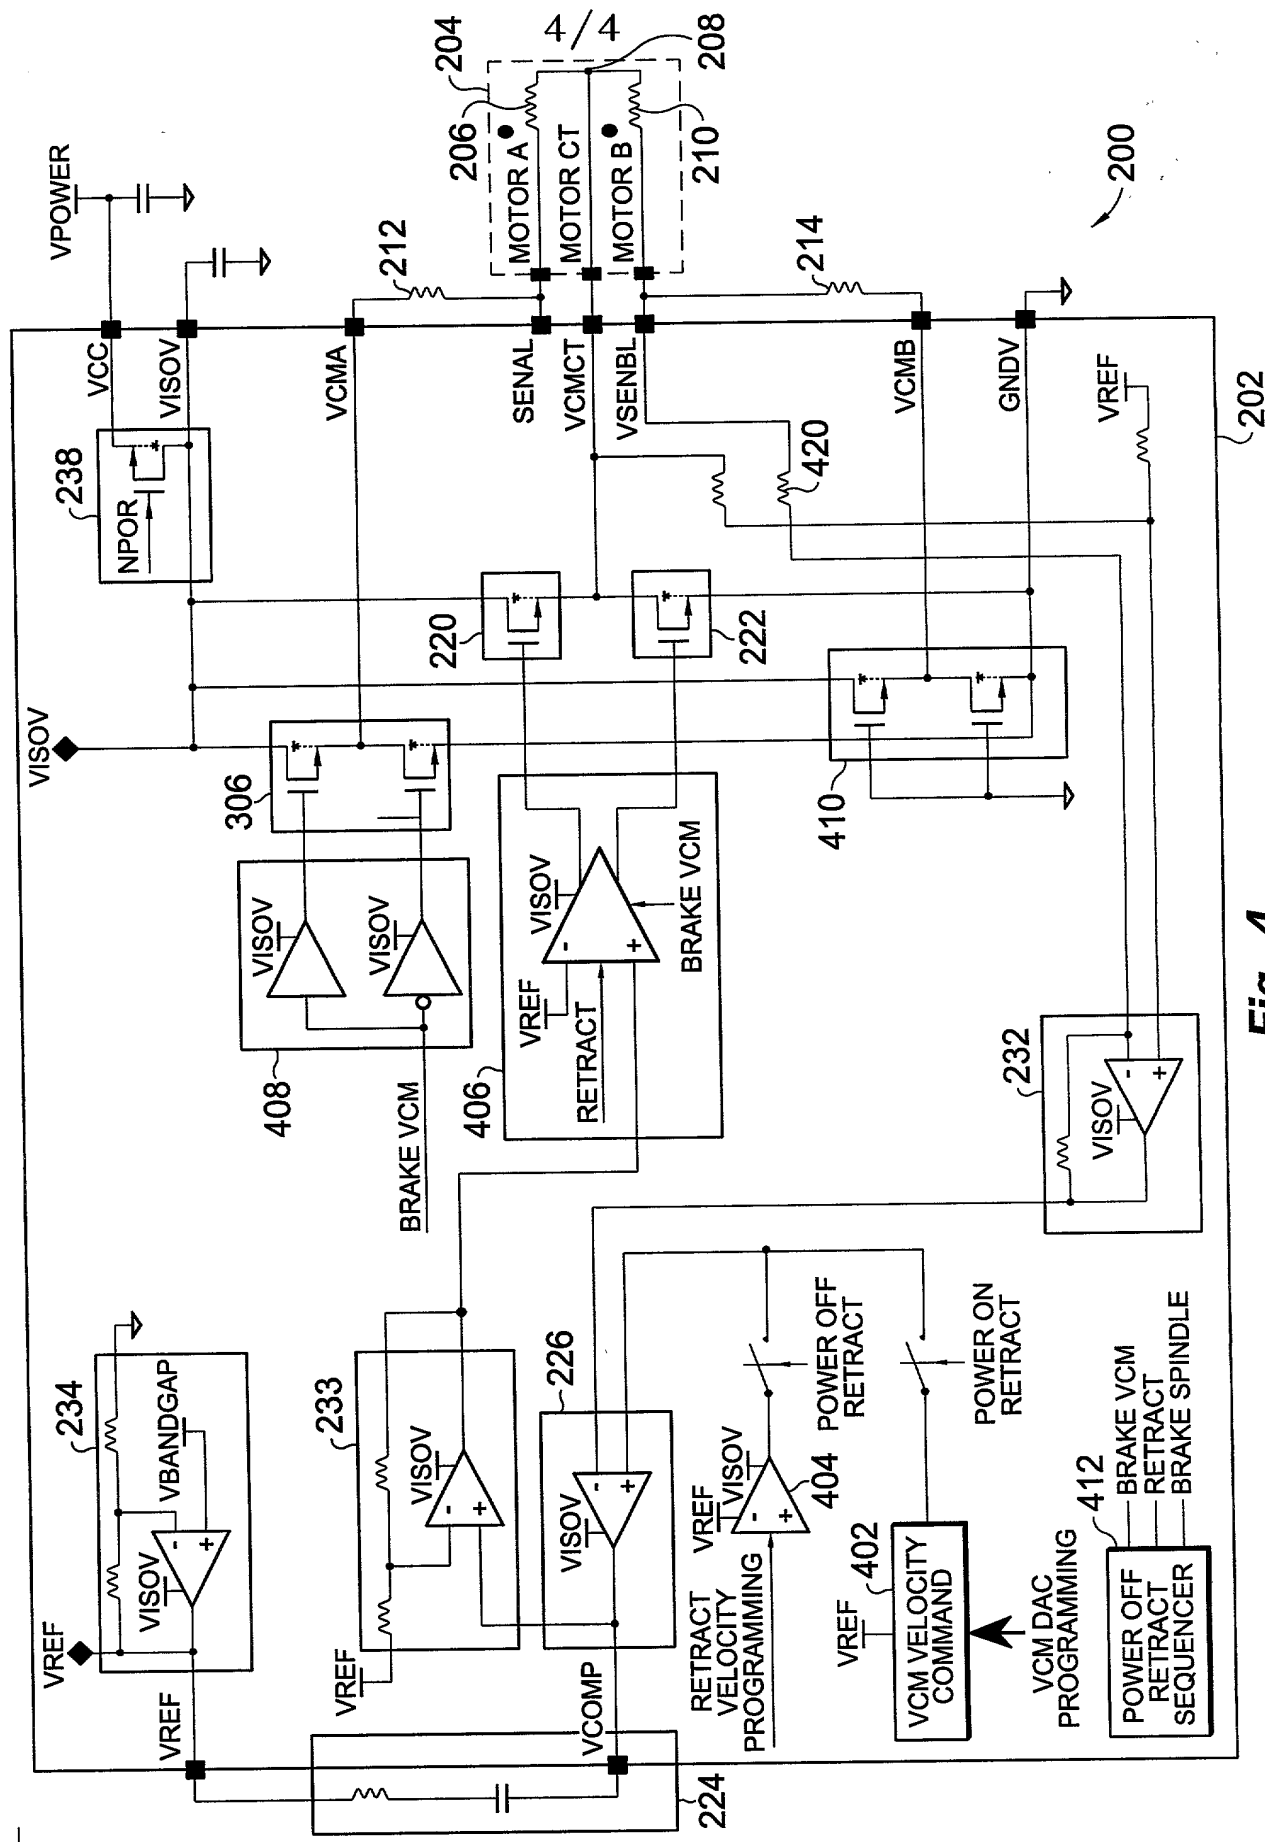 4/4
VPOWER
204
206
208
MOTOR A
MOTOR CT
MOTOR B
210
200
212
214
VCC
VISOV
VCMA
SENAL
VCMCT
VSENBL
VCMB
GNDV
VREF
202
238
NPOR
420
220
222
VISOV
306
410
408
VISOV
VISOV
BRAKE VCM
406
VREF
VISOV
RETRACT
BRAKE VCM
232
VISOV
234
VBANDGAP
VISOV
VREF
VREF
233
VISOV
VREF
226
VISOV
VCOMP
224
POWER OFF
RETRACT
POWER ON
RETRACT
VREF
VISOV
404
RETRACT
VELOCITY
PROGRAMMING
402
VREF
VCM VELOCITY
COMMAND
VCM DAC
PROGRAMMING
412
POWER OFF
RETRACT
SEQUENCER
BRAKE VCM
RETRACT
BRAKE SPINDLE
Fig. 4